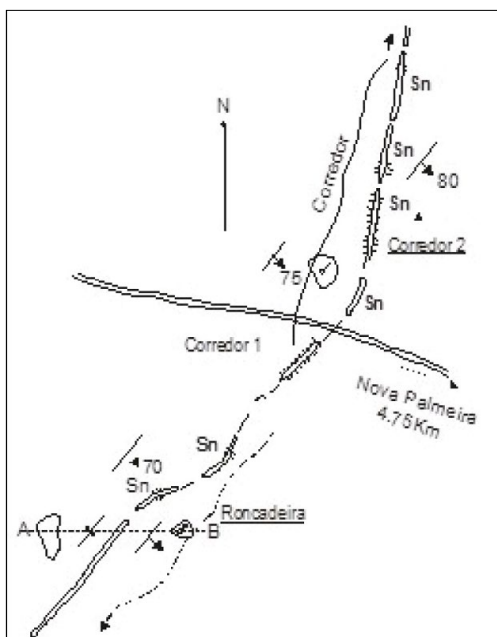 Sn
N
Sn
80
Corredor
Sn
Corredor 2
75
Sn
Corredor 1
Nova Palmeira
4.75Km
Sn
70
Sn
A
B
Roncadeira